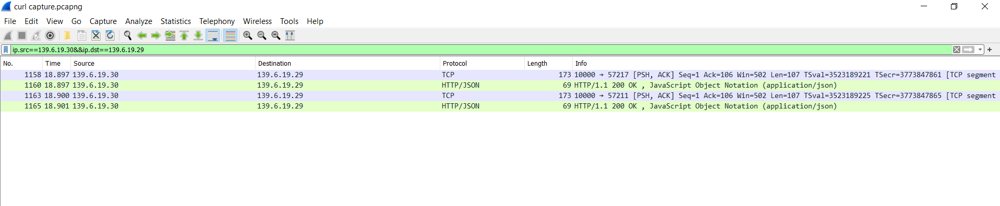 curl capture.pcapng
File Edit View Go Capture Analyze Statistics Telephony Wireless Tools Help
ip.src==139.6.19.30&&ip.dst==139.6.19.29
No. Time Source Destination Protocol Length Info
1158 18.897 139.6.19.30 139.6.19.29 TCP 173 10000 → 57217 [PSH, ACK] Seq=1 Ack=106 Win=502 Len=107 TSval=3523189221 TSecr=3773847861 [TCP segment
1160 18.897 139.6.19.30 139.6.19.29 HTTP/JSON 69 HTTP/1.1 200 OK , JavaScript Object Notation (application/json)
1163 18.900 139.6.19.30 139.6.19.29 TCP 173 10000 → 57211 [PSH, ACK] Seq=1 Ack=106 Win=502 Len=107 TSval=3523189225 TSecr=3773847865 [TCP segment
1165 18.901 139.6.19.30 139.6.19.29 HTTP/JSON 69 HTTP/1.1 200 OK , JavaScript Object Notation (application/json)